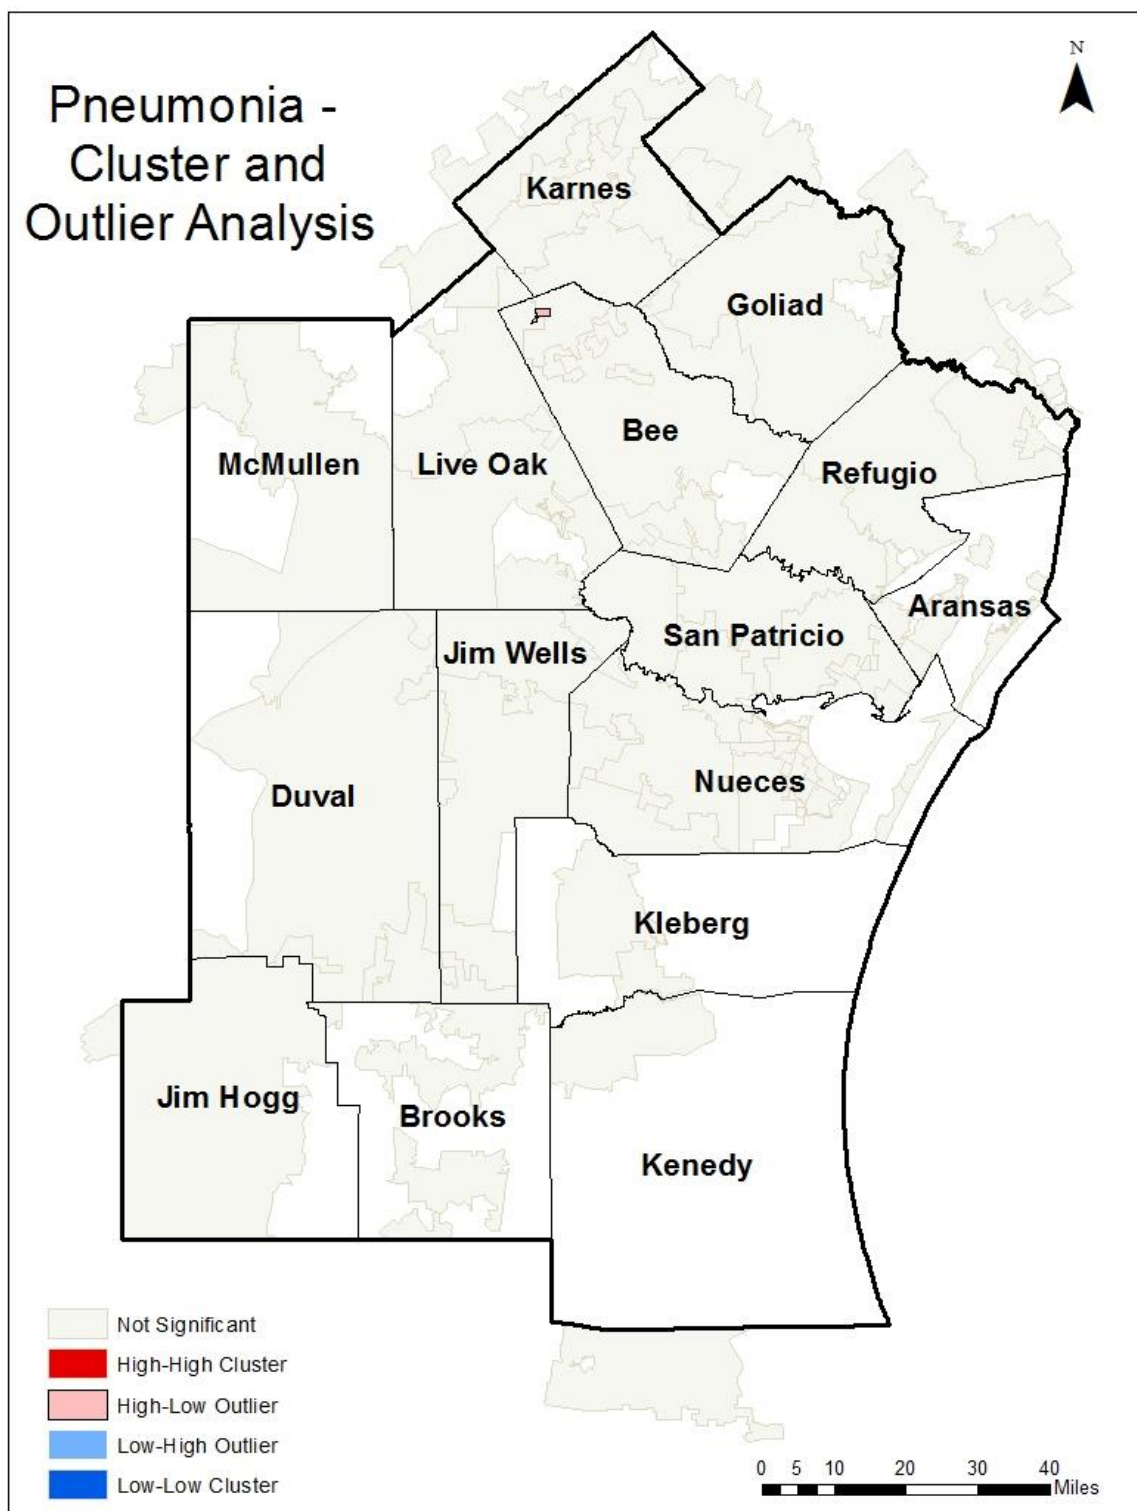 Pneumonia -
Cluster and
Outlier Analysis
N
Karnes
Goliad
Bee
McMullen
Live Oak
Refugio
Aransas
San Patricio
Jim Wells
Nueces
Duval
Kleberg
Jim Hogg
Brooks
Kenedy
Not Significant
High-High Cluster
High-Low Outlier
Low-High Outlier
Low-Low Cluster
0 5 10 20 30 40
Miles